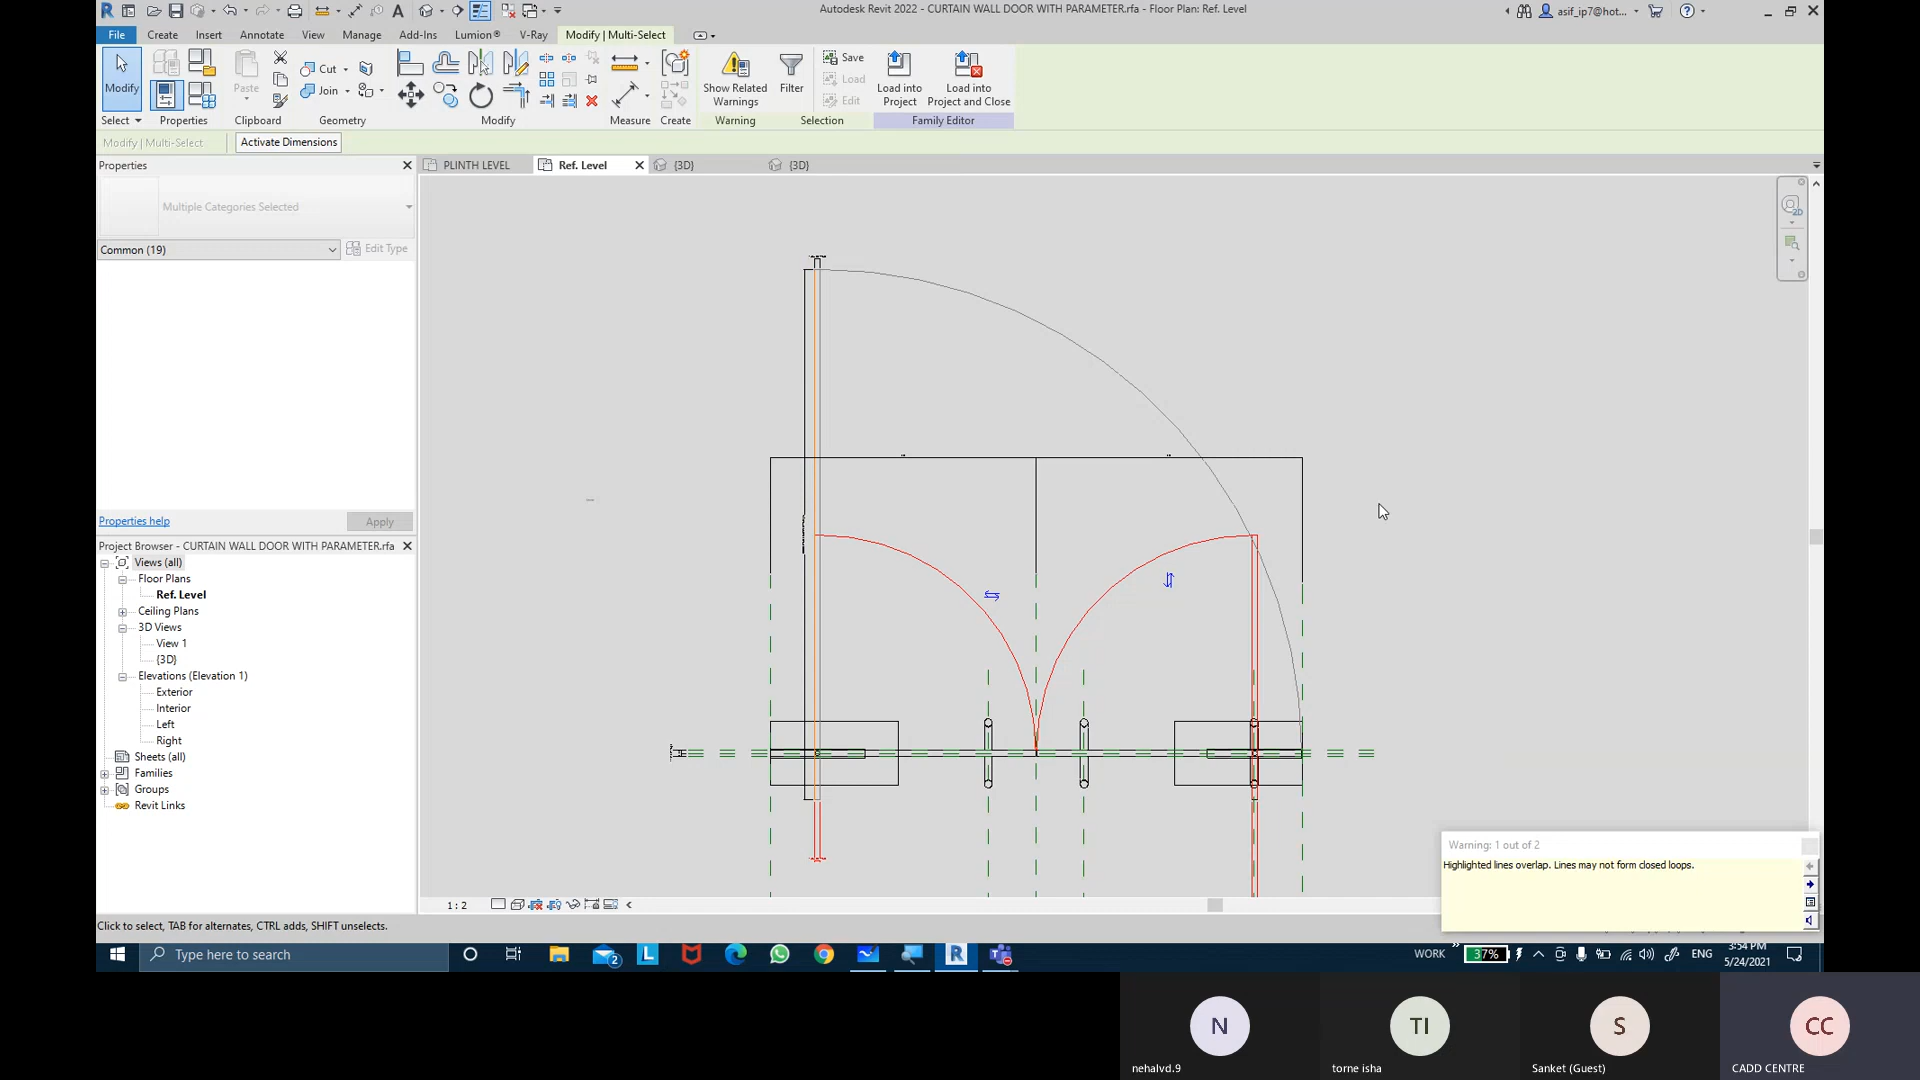 Autodesk Revit 2022 - CURTAIN WALL DOOR WITH PARAMETER.rfa - Floor Plan: Ref. Level
asif_ip7@hot...
File Create Insert Annotate View Manage Add-Ins Lumion® V-Ray Modify | Multi-Select
Modify
Paste
Cut
Join
Show Related Warnings
Filter
Save
Load
Edit
Load into Project
Load into Project and Close
Select Properties Clipboard Geometry Modify Measure Create Warning Selection Family Editor
Modify | Multi-Select Activate Dimensions
Properties
PLINTH LEVEL
Ref. Level
{3D}
{3D}
Multiple Categories Selected
Common (19)
Edit Type
Properties help
Apply
Project Browser - CURTAIN WALL DOOR WITH PARAMETER.rfa
Views (all)
Floor Plans
Ref. Level
Ceiling Plans
3D Views
View 1
{3D}
Elevations (Elevation 1)
Exterior
Interior
Left
Right
Sheets (all)
Families
Groups
Revit Links
Warning: 1 out of 2
Highlighted lines overlap. Lines may not form closed loops.
1 : 2
Click to select, TAB for alternates, CTRL adds, SHIFT unselects.
Type here to search
2
WORK
37%
ENG
3:54 PM
5/24/2021
N
TI
S
CC
nehalvd.9
torne isha
Sanket (Guest)
CADD CENTRE